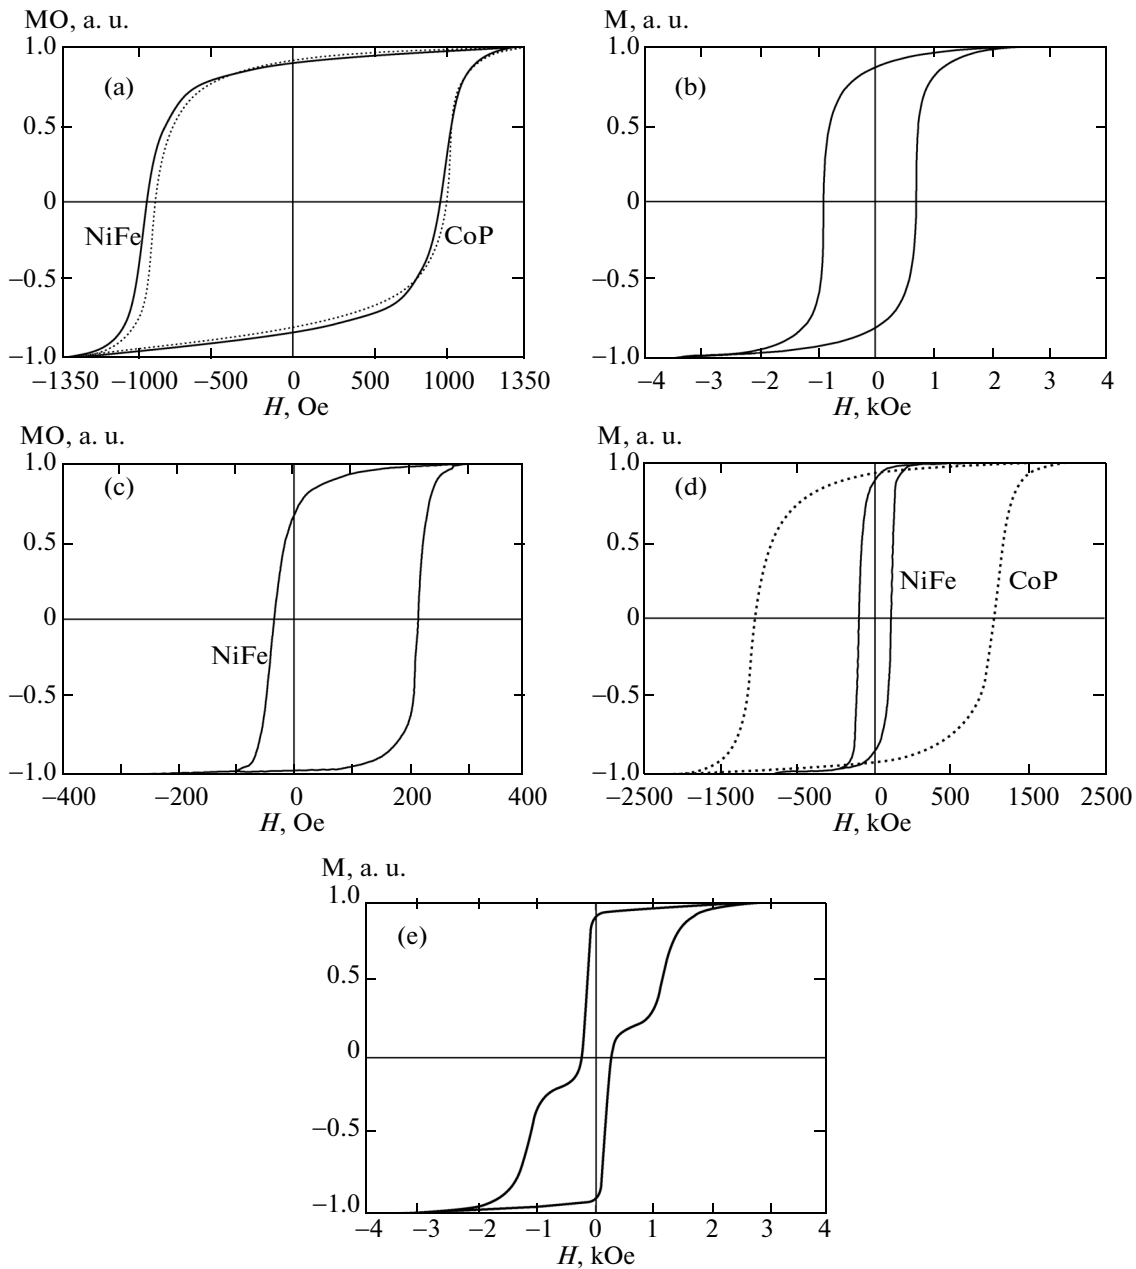 MO, a. u.
1.0
(a)
0.5
0
NiFe
CoP
−0.5
−1.0
−1350 −1000 −500 0 500 1000 1350
H, Oe
M, a. u.
1.0
(b)
0.5
0
−0.5
−1.0
−4 −3 −2 −1 0 1 2 3 4
H, kOe
MO, a. u.
1.0
(c)
0.5
0
NiFe
−0.5
−1.0
−400 −200 0 200 400
H, Oe
M, a. u.
1.0
(d)
0.5
NiFe CoP
0
−0.5
−1.0
−2500 −1500 −500 0 500 1500 2500
H, kOe
M, a. u.
1.0
(e)
0.5
0
−0.5
−1.0
−4 −3 −2 −1 0 1 2 3 4
H, kOe